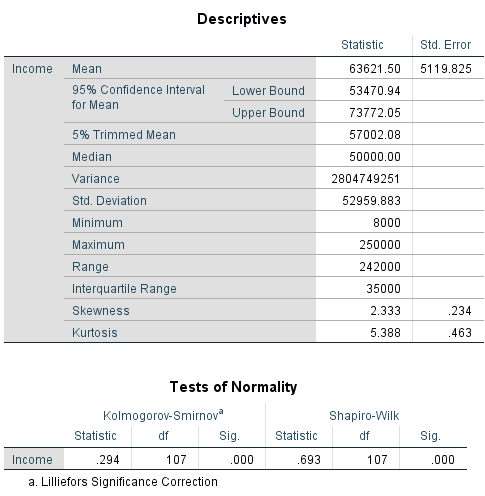 Descriptives
Statistic Std. Error
Income Mean 63621.50 5119.825
95% Confidence Interval for Mean Lower Bound 53470.94
Upper Bound 73772.05
5% Trimmed Mean 57002.08
Median 50000.00
Variance 2804749251
Std. Deviation 52959.883
Minimum 8000
Maximum 250000
Range 242000
Interquartile Range 35000
Skewness 2.333 .234
Kurtosis 5.388 .463
Tests of Normality
Kolmogorov-Smirnovᵃ Shapiro-Wilk
Statistic df Sig. Statistic df Sig.
Income .294 107 .000 .693 107 .000
a. Lilliefors Significance Correction